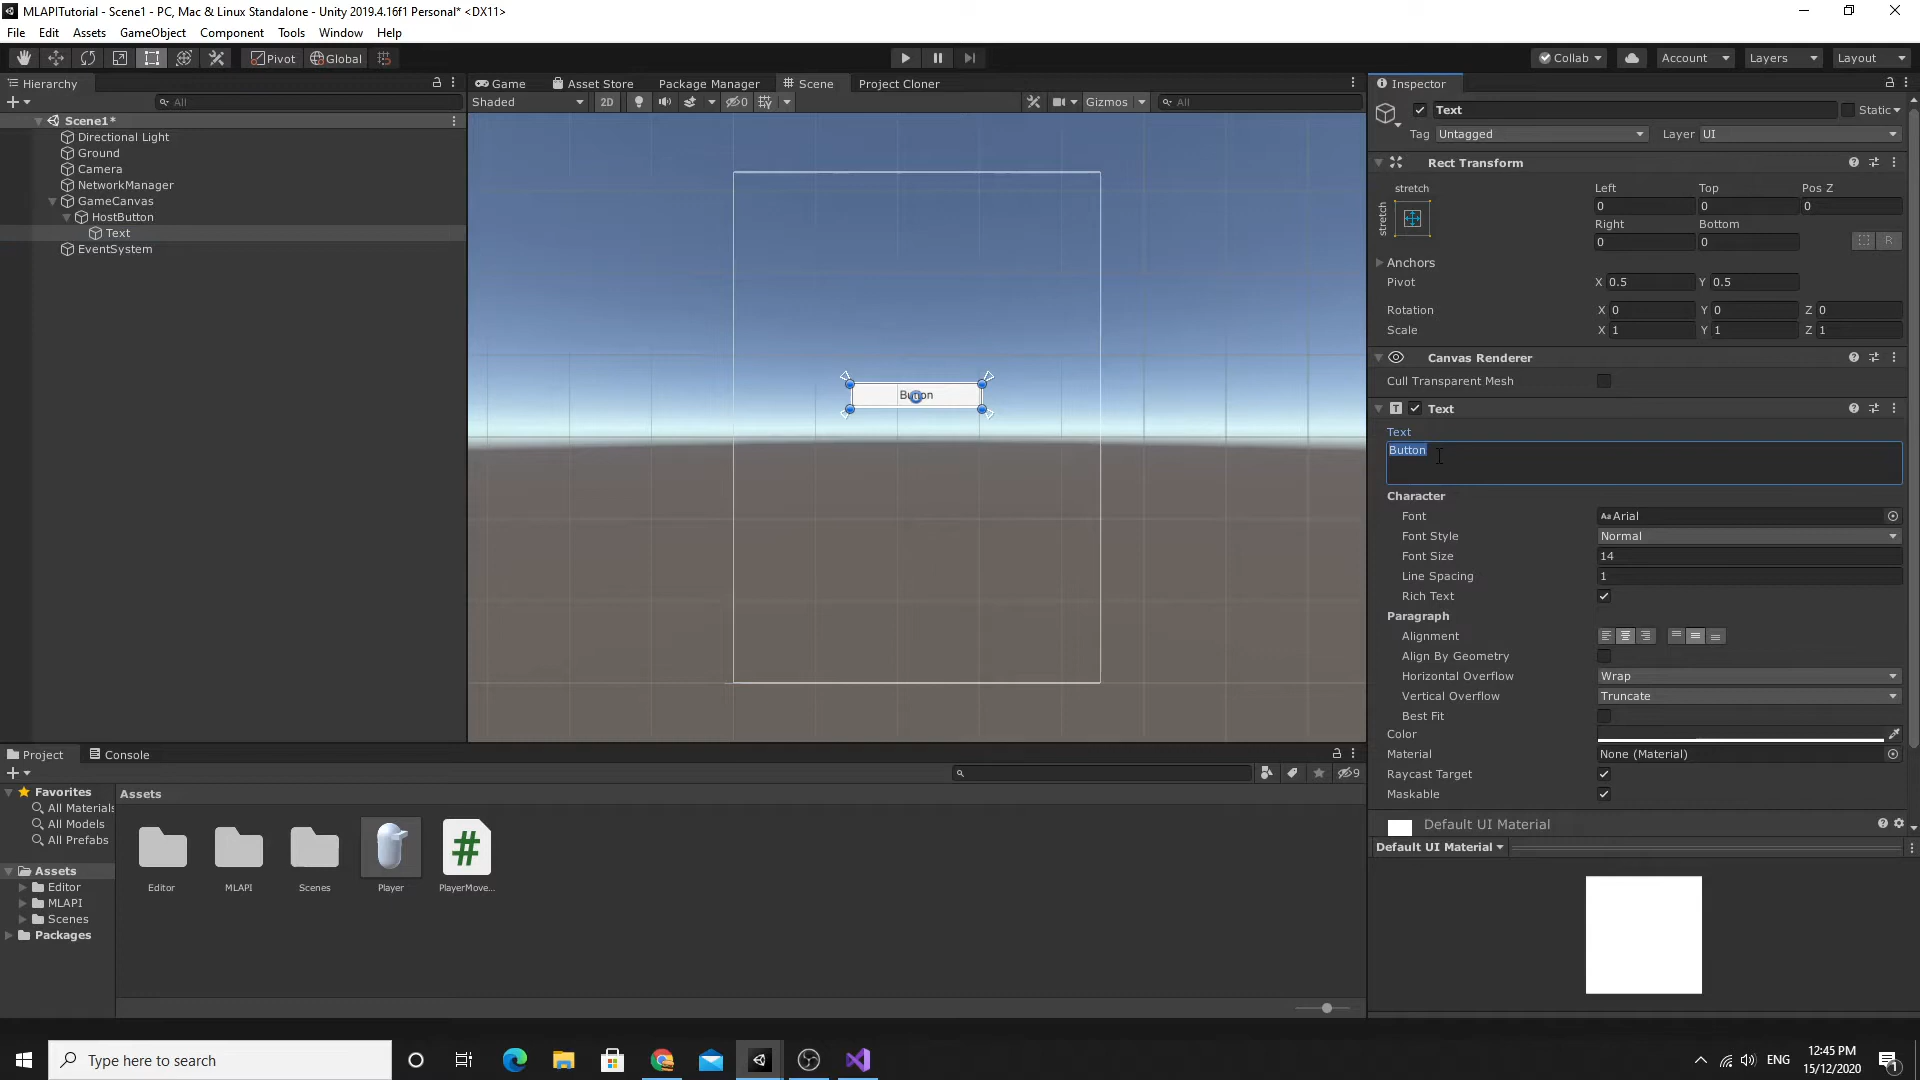 MLAPITutorial - Scene1 - PC, Mac & Linux Standalone - Unity 2019.4.16f1 Personal* <DX11>
File Edit Assets GameObject Component Tools Window Help
Pivot Global Collab Account Layers Layout
Hierarchy
All
Scene1*
Directional Light
Ground
Camera
NetworkManager
GameCanvas
HostButton
Text
EventSystem
Game Asset Store Package Manager Scene Project Cloner
Shaded 2D 0 Gizmos All
Button
Inspector
Text Static
Tag Untagged Layer UI
Rect Transform
stretch Left Top Pos Z
stretch 0 0 0
Right Bottom
0 0 R
Anchors
Pivot X 0.5 Y 0.5
Rotation X 0 Y 0 Z 0
Scale X 1 Y 1 Z 1
Canvas Renderer
Cull Transparent Mesh
T Text
Text
Button
Character
Font Aa Arial
Font Style Normal
Font Size 14
Line Spacing 1
Rich Text
Paragraph
Alignment
Align By Geometry
Horizontal Overflow Wrap
Vertical Overflow Truncate
Best Fit
Color
Material None (Material)
Raycast Target
Maskable
Default UI Material
Default UI Material
Project Console
9
Favorites
All Materials
All Models
All Prefabs
Assets
Editor
MLAPI
Scenes
Packages
Assets
Editor MLAPI Scenes Player PlayerMove...
Type here to search
ENG
12:45 PM
15/12/2020
1